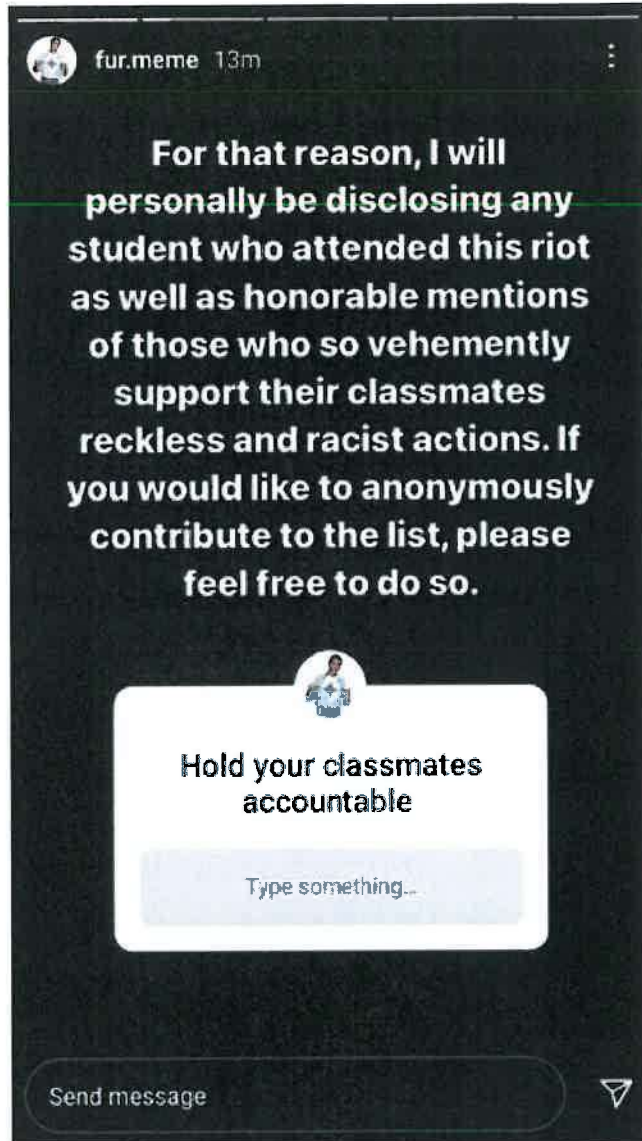 fur.meme 13m
For that reason, I will
personally be disclosing any
student who attended this riot
as well as honorable mentions
of those who so vehemently
support their classmates
reckless and racist actions. If
you would like to anonymously
contribute to the list, please
feel free to do so.
Hold your classmates
accountable
Type something...
Send message